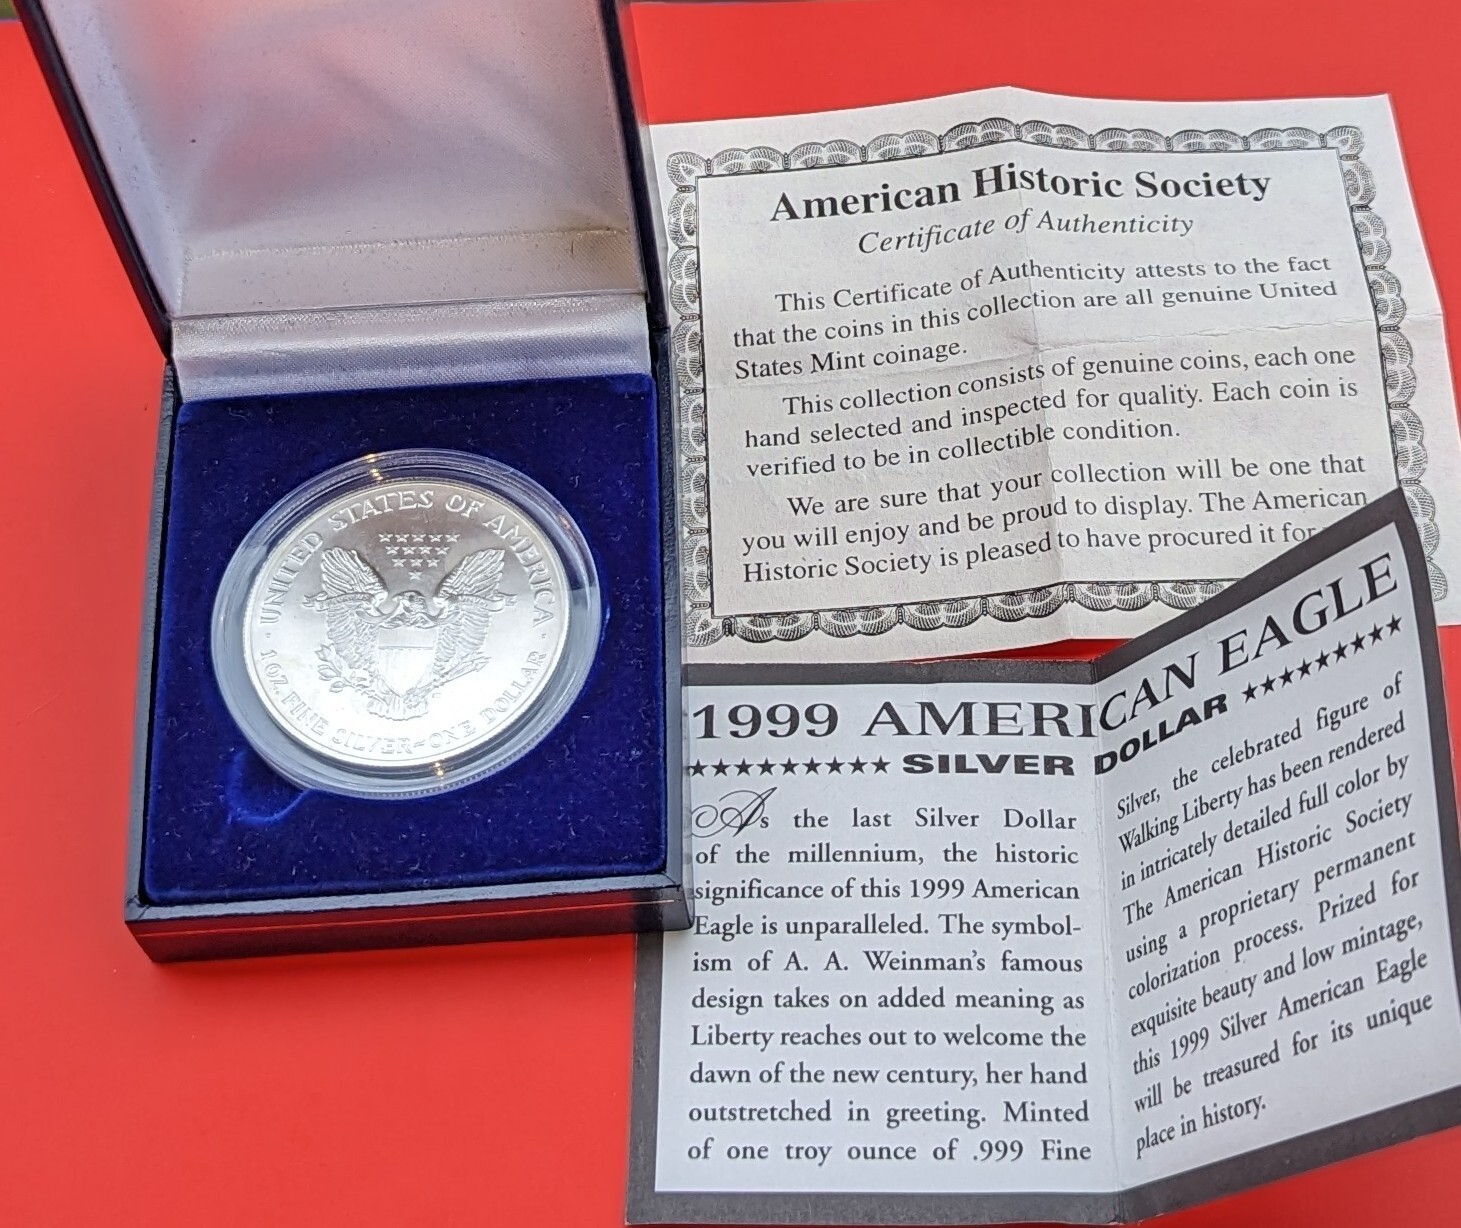 UNITED STATES OF AMERICA
1 OZ. FINE SILVER~ONE DOLLAR
American Historic Society
Certificate of Authenticity
This Certificate of Authenticity attests to the fact
that the coins in this collection are all genuine United
States Mint coinage.
This collection consists of genuine coins, each one
hand selected and inspected for quality. Each coin is
verified to be in collectible condition.
We are sure that your collection will be one that
you will enjoy and be proud to display. The American
Historic Society is pleased to have procured it for
1999 AMERICAN EAGLE
★★★★★★★★★ SILVER DOLLAR ★★★★★★★★★
As the last Silver Dollar
of the millennium, the historic
significance of this 1999 American
Eagle is unparalleled. The symbol-
ism of A. A. Weinman's famous
design takes on added meaning as
Liberty reaches out to welcome the
dawn of the new century, her hand
outstretched in greeting. Minted
of one troy ounce of .999 Fine
Silver, the celebrated figure of
Walking Liberty has been rendered
in intricately detailed full color by
The American Historic Society
using a proprietary permanent
colorization process. Prized for
exquisite beauty and low mintage,
this 1999 Silver American Eagle
will be treasured for its unique
place in history.